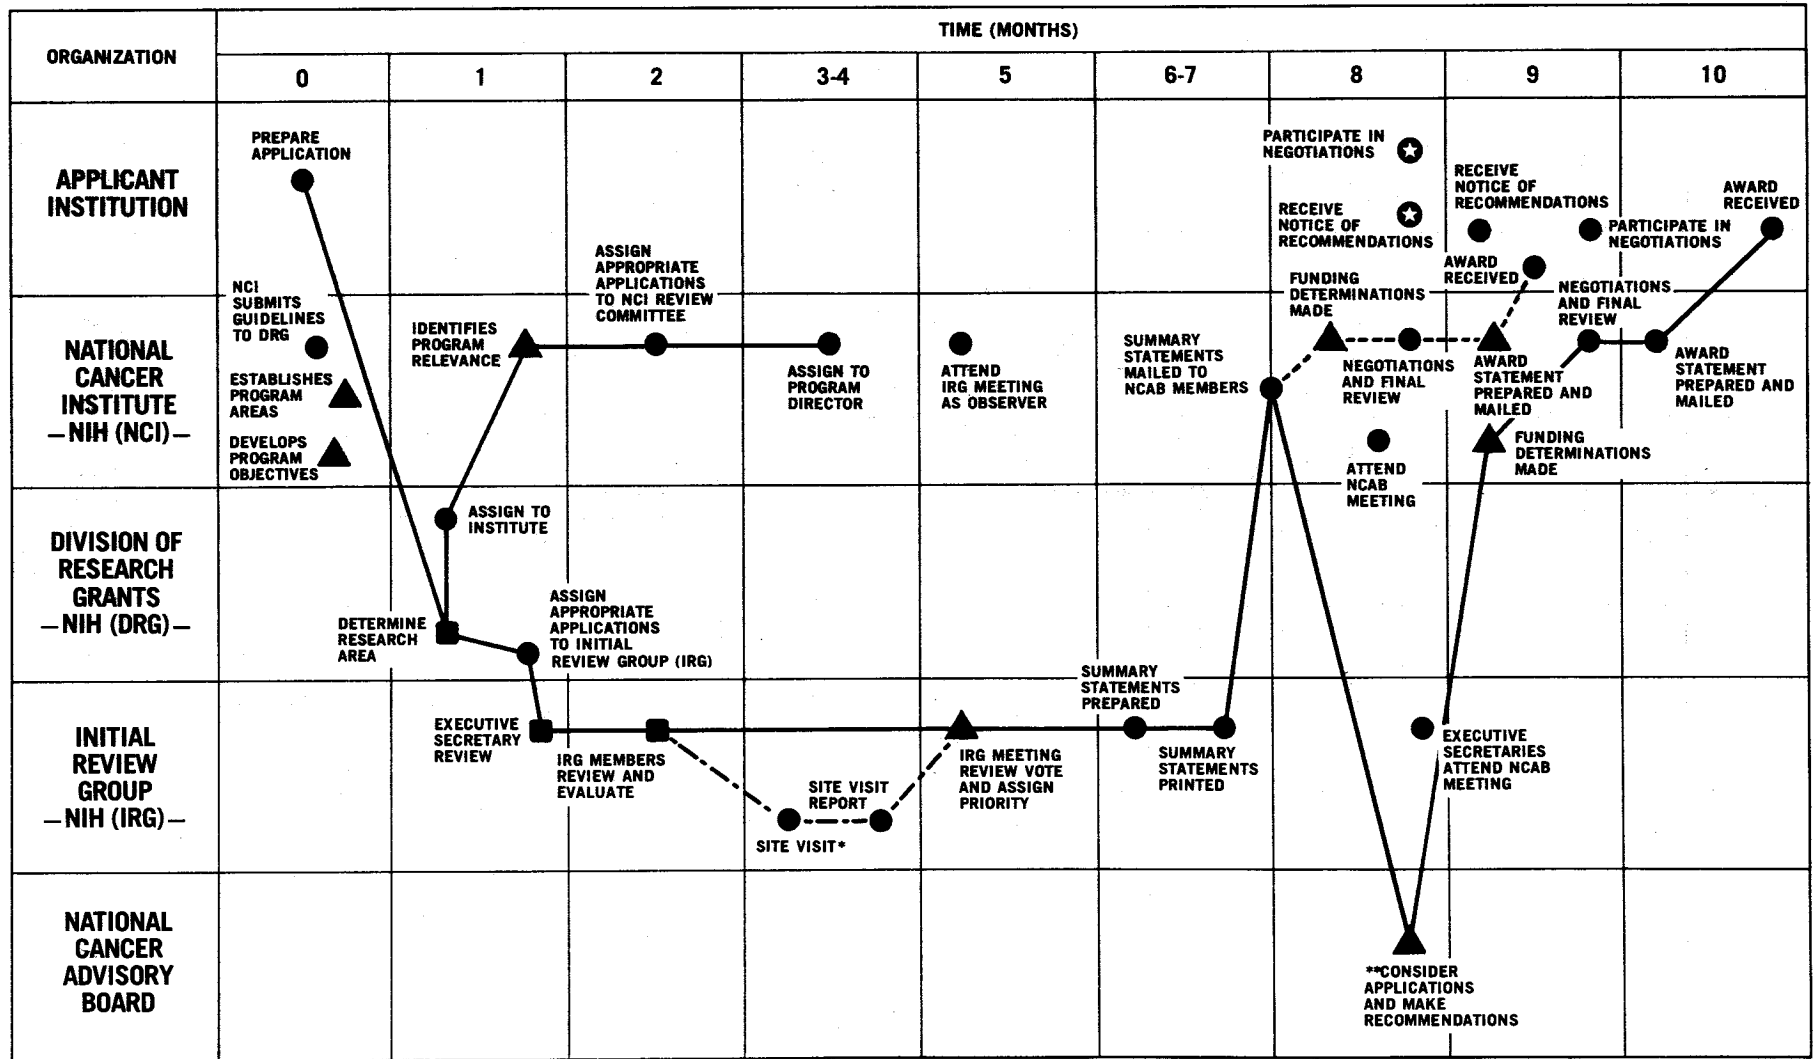 ORGANIZATION
TIME (MONTHS)
0
1
2
3-4
5
6-7
8
9
10
APPLICANT
INSTITUTION
PREPARE
APPLICATION
PARTICIPATE IN
NEGOTIATIONS
RECEIVE
NOTICE OF
RECOMMENDATIONS
RECEIVE
NOTICE OF
RECOMMENDATIONS
PARTICIPATE IN
NEGOTIATIONS
AWARD
RECEIVED
AWARD
RECEIVED
NATIONAL
CANCER
INSTITUTE
—NIH (NCI)—
NCI
SUBMITS
GUIDELINES
TO DRG
ESTABLISHES
PROGRAM
AREAS
DEVELOPS
PROGRAM
OBJECTIVES
IDENTIFIES
PROGRAM
RELEVANCE
ASSIGN
APPROPRIATE
APPLICATIONS
TO NCI REVIEW
COMMITTEE
ASSIGN TO
PROGRAM
DIRECTOR
ATTEND
IRG MEETING
AS OBSERVER
SUMMARY
STATEMENTS
MAILED TO
NCAB MEMBERS
FUNDING
DETERMINATIONS
MADE
NEGOTIATIONS
AND FINAL
REVIEW
ATTEND
NCAB
MEETING
AWARD
STATEMENT
PREPARED AND
MAILED
FUNDING
DETERMINATIONS
MADE
NEGOTIATIONS
AND FINAL
REVIEW
AWARD
STATEMENT
PREPARED AND
MAILED
DIVISION OF
RESEARCH
GRANTS
—NIH (DRG)—
ASSIGN TO
INSTITUTE
DETERMINE
RESEARCH
AREA
ASSIGN
APPROPRIATE
APPLICATIONS
TO INITIAL
REVIEW GROUP (IRG)
INITIAL
REVIEW
GROUP
—NIH (IRG)—
EXECUTIVE
SECRETARY
REVIEW
IRG MEMBERS
REVIEW AND
EVALUATE
SITE VISIT*
SITE VISIT
REPORT
IRG MEETING
REVIEW VOTE
AND ASSIGN
PRIORITY
SUMMARY
STATEMENTS
PREPARED
SUMMARY
STATEMENTS
PRINTED
EXECUTIVE
SECRETARIES
ATTEND NCAB
MEETING
NATIONAL
CANCER
ADVISORY
BOARD
**CONSIDER
APPLICATIONS
AND MAKE
RECOMMENDATIONS